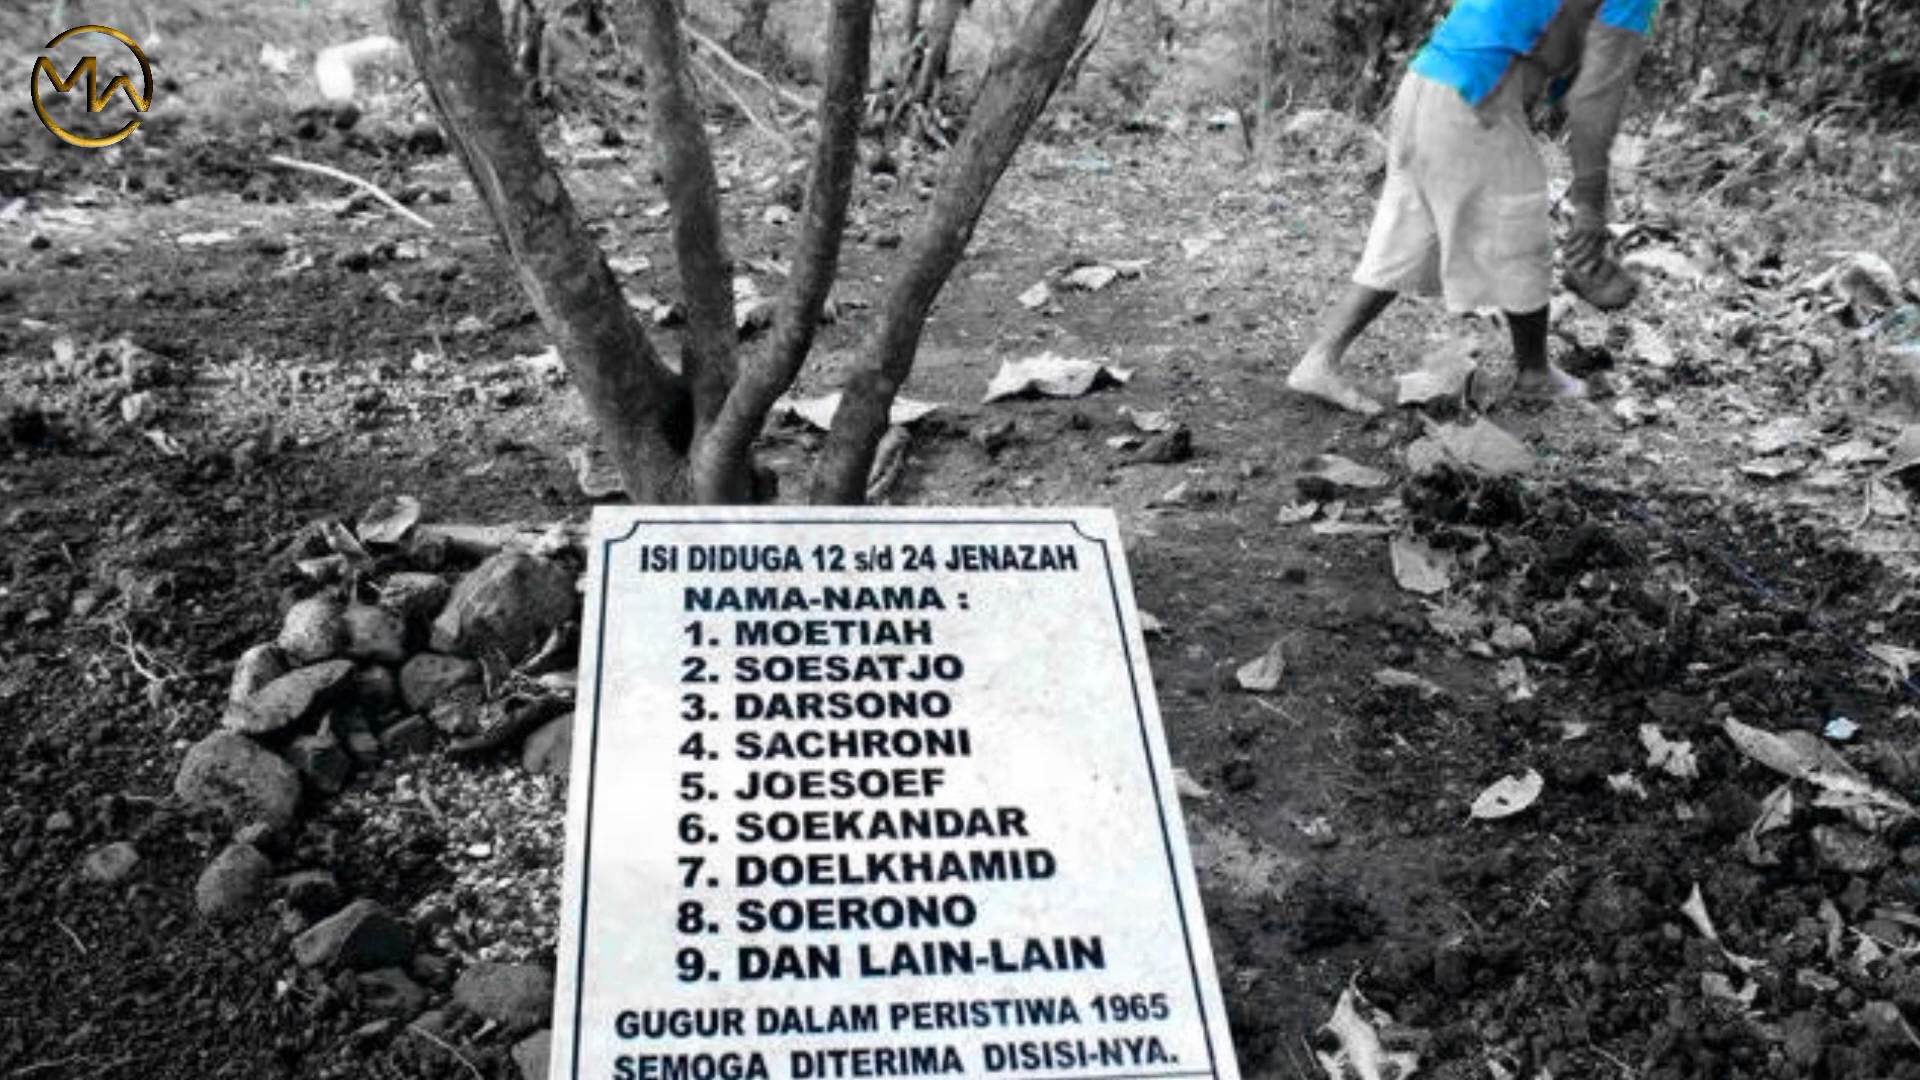 MW
ISI DIDUGA 12 s/d 24 JENAZAH
NAMA-NAMA :
1. MOETIAH
2. SOESATJO
3. DARSONO
4. SACHRONI
5. JOESOEF
6. SOEKANDAR
7. DOELKHAMID
8. SOERONO
9. DAN LAIN-LAIN
GUGUR DALAM PERISTIWA 1965
SEMOGA DITERIMA DISISI-NYA.